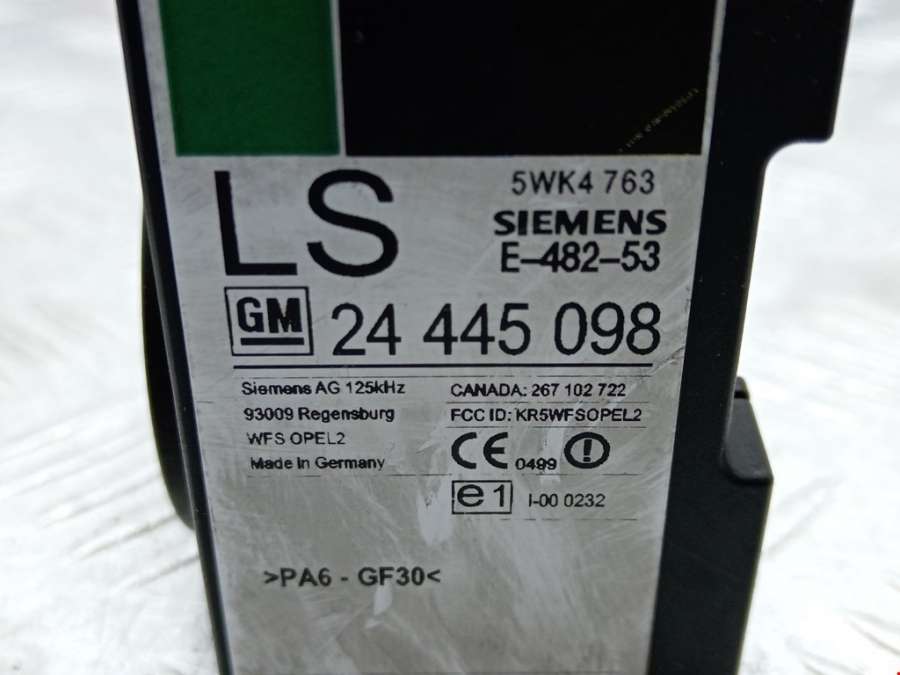 LS
5WK4 763
SIEMENS
E-482-53
GM 24 445 098
Siemens AG 125kHz
93009 Regensburg
WFS OPEL2
Made in Germany
CANADA: 267 102 722
FCC ID: KR5WFSOPEL2
CE 0499
e1 I-00 0232
>PA6 - GF30<